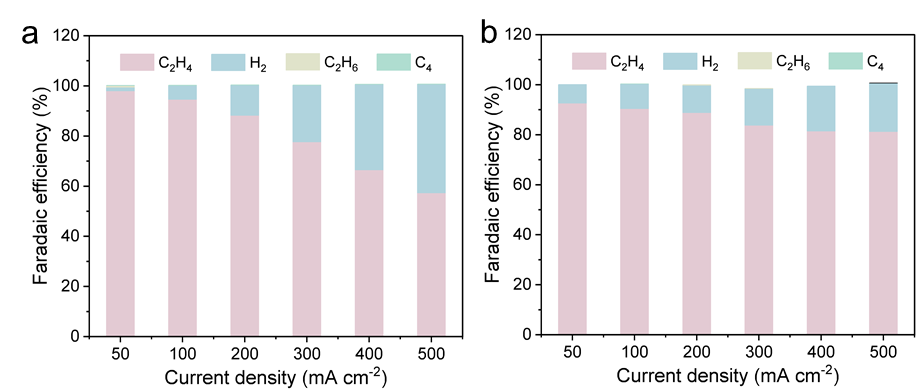 a
C₂H₄ H₂ C₂H₆ C₄
Faradaic efficiency (%)
120
100
80
60
40
20
0
50 100 200 300 400 500
Current density (mA cm⁻²)
b
C₂H₄ H₂ C₂H₆ C₄
Faradaic efficiency (%)
120
100
80
60
40
20
0
50 100 200 300 400 500
Current density (mA cm⁻²)